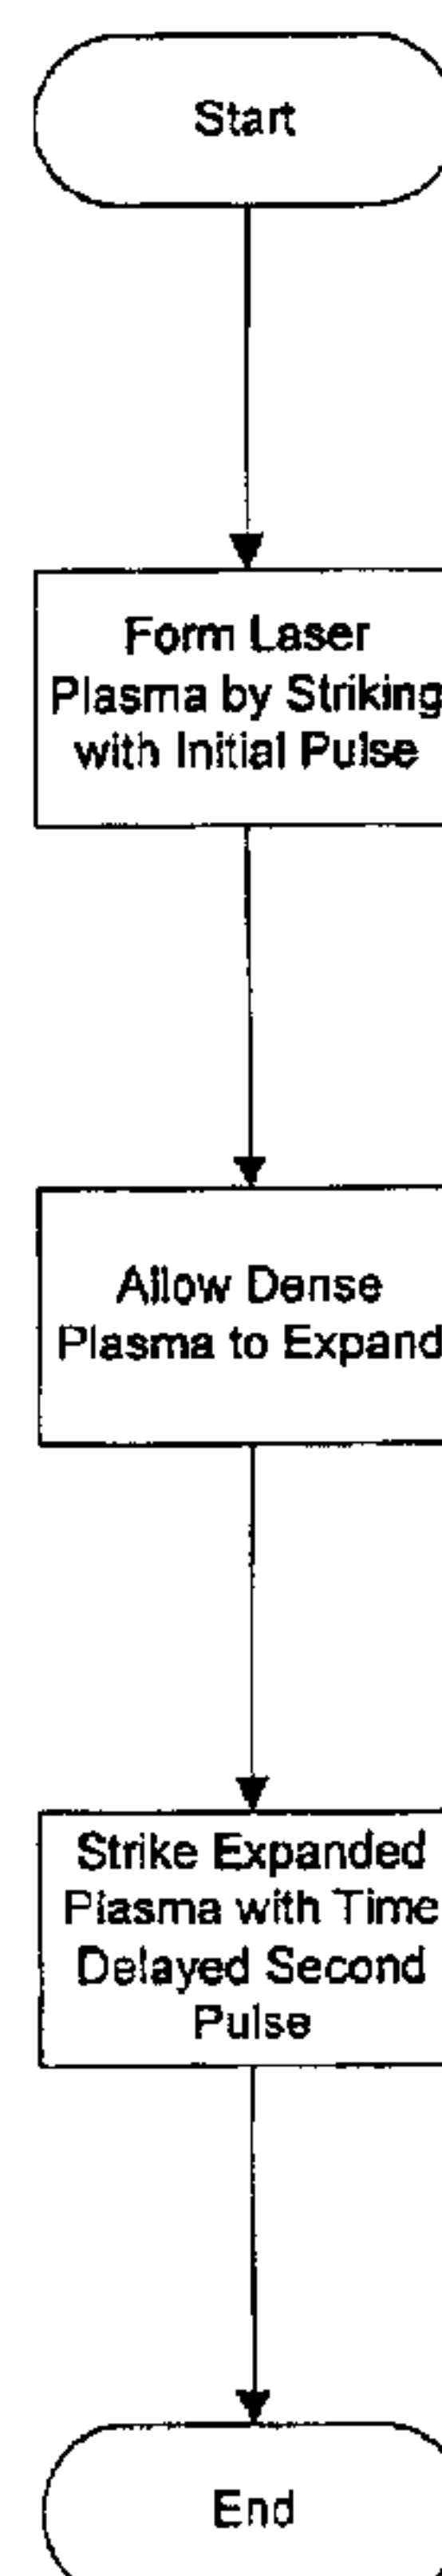 Start
Form Laser
Plasma by Striking
with Initial Pulse
Allow Dense
Plasma to Expand
Strike Expanded
Plasma with Time
Delayed Second
Pulse
End